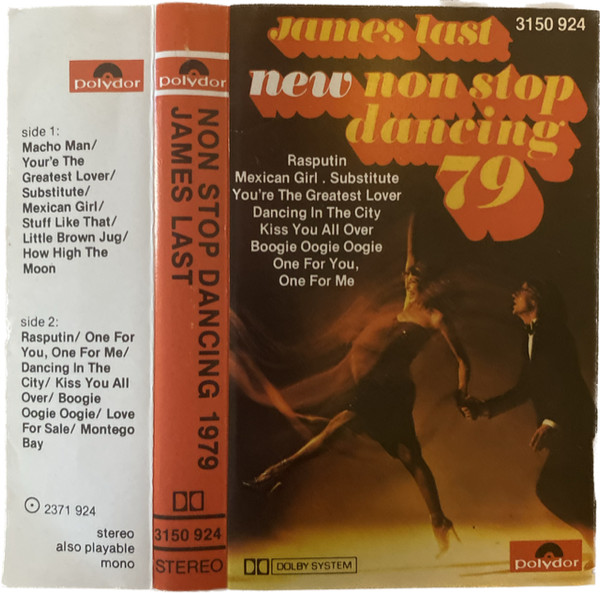 polydor
side 1:
Macho Man/
Your'e The
Greatest Lover/
Substitute/
Mexican Girl/
Stuff Like That/
Little Brown Jug/
How High The
Moon
side 2:
Rasputin/ One For
You, One For Me/
Dancing In The
City/ Kiss You All
Over/ Boogie
Oogie Oogie/ Love
For Sale/ Montego
Bay
2371 924
stereo
also playable
mono
polydor
NON STOP DANCING 1979
JAMES LAST
3150 924
STEREO
3150 924
james last
new non stop
dancing
79
Rasputin
Mexican Girl . Substitute
You're The Greatest Lover
Dancing In The City
Kiss You All Over
Boogie Oogie Oogie
One For You,
One For Me
DOLBY SYSTEM
polydor